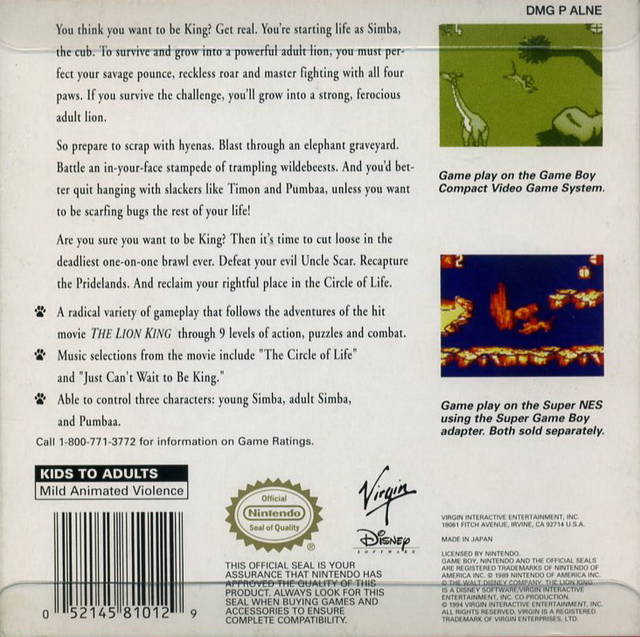 DMG P ALNE
You think you want to be King? Get real. You're starting life as Simba,
the cub. To survive and grow into a powerful adult lion, you must per-
fect your savage pounce, reckless roar and master fighting with all four
paws. If you survive the challenge, you'll grow into a strong, ferocious
adult lion.
So prepare to scrap with hyenas. Blast through an elephant graveyard.
Battle an in-your-face stampede of trampling wildebeests. And you'd bet-
ter quit hanging with slackers like Timon and Pumbaa, unless you want
to be scarfing bugs the rest of your life!
Are you sure you want to be King? Then it's time to cut loose in the
deadliest one-on-one brawl ever. Defeat your evil Uncle Scar. Recapture
the Pridelands. And reclaim your rightful place in the Circle of Life.
A radical variety of gameplay that follows the adventures of the hit
movie THE LION KING through 9 levels of action, puzzles and combat.
Music selections from the movie include "The Circle of Life"
and "Just Can't Wait to Be King."
Able to control three characters: young Simba, adult Simba,
and Pumbaa.
Call 1-800-771-3772 for information on Game Ratings.
Game play on the Game Boy
Compact Video Game System.
2
Game play on the Super NES
using the Super Game Boy
adapter. Both sold separately.
KIDS TO ADULTS
Mild Animated Violence
0 52145 81012 9
Official
Nintendo
Seal of Quality
®
THIS OFFICIAL SEAL IS YOUR
ASSURANCE THAT NINTENDO HAS
APPROVED THE QUALITY OF THIS
PRODUCT. ALWAYS LOOK FOR THIS
SEAL WHEN BUYING GAMES AND
ACCESSORIES TO ENSURE
COMPLETE COMPATIBILITY.
Virgin
Disney
SOFTWARE
VIRGIN INTERACTIVE ENTERTAINMENT, INC.
18061 FITCH AVENUE, IRVINE, CA 92714 U.S.A.
MADE IN JAPAN
LICENSED BY NINTENDO.
GAME BOY, NINTENDO AND THE OFFICIAL SEALS
ARE REGISTERED TRADEMARKS OF NINTENDO OF
AMERICA INC. © 1989 NINTENDO OF AMERICA INC.
© THE WALT DISNEY COMPANY. THE LION KING
IS A DISNEY SOFTWARE/VIRGIN INTERACTIVE
ENTERTAINMENT, INC. CO-PRODUCTION.
© 1994 VIRGIN INTERACTIVE ENTERTAINMENT, INC.
ALL RIGHTS RESERVED. VIRGIN IS A REGISTERED
TRADEMARK OF VIRGIN ENTERPRISES, LTD.